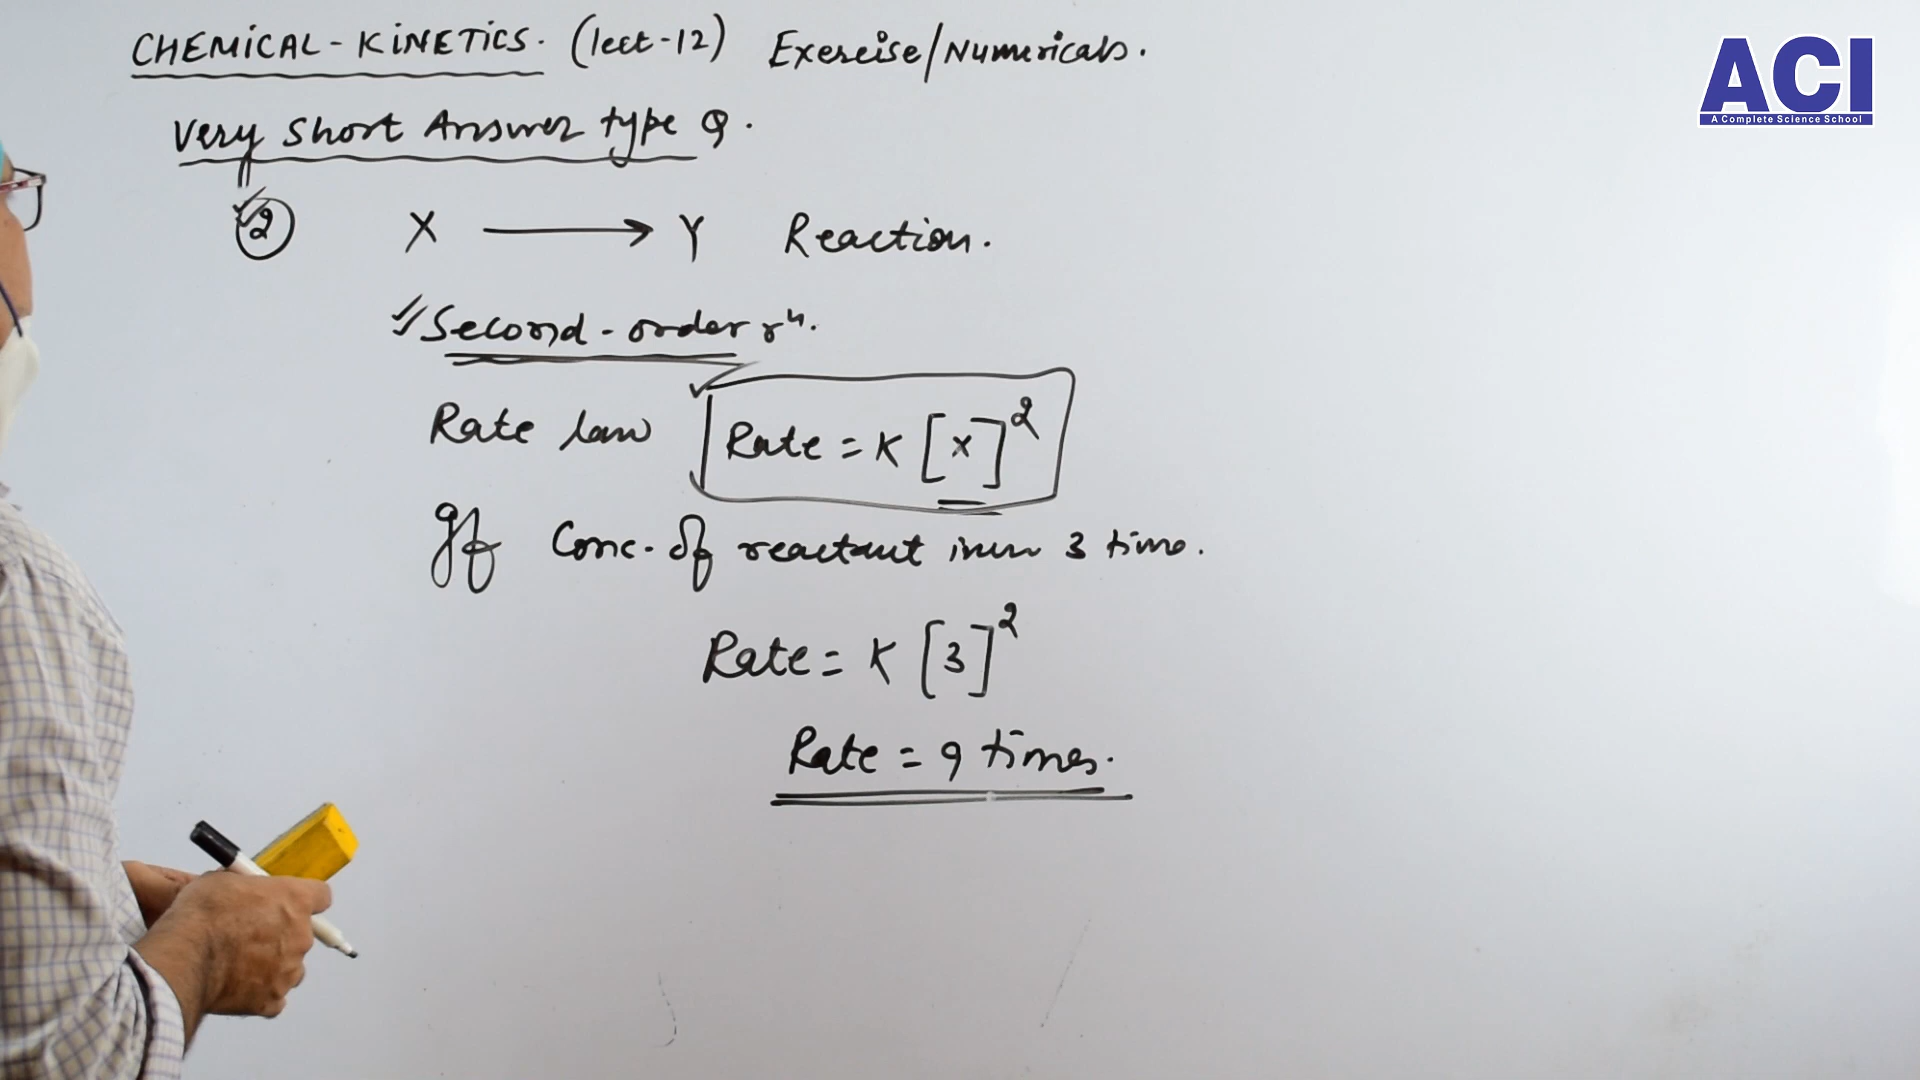 CHEMICAL-KINETICS. (lect-12) Exercise/Numericals.
ACI
A Complete Science School
Very Short Answer type Q.
2 X ⟶ Y Reaction.
Second-order rⁿ.
Rate law Rate = K [x]²
If Conc. of reactant 3 time.
Rate = K [3]²
Rate = 9 times.